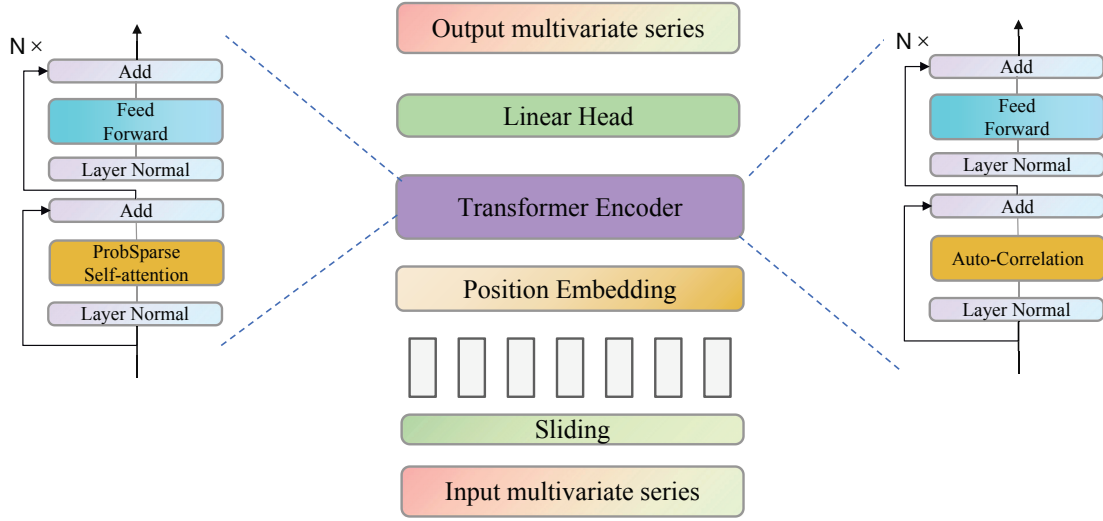 N ×
Add
Feed
Forward
Layer Normal
Add
ProbSparse
Self-attention
Layer Normal
Output multivariate series
Linear Head
Transformer Encoder
Position Embedding
Sliding
Input multivariate series
N ×
Add
Feed
Forward
Layer Normal
Add
Auto-Correlation
Layer Normal